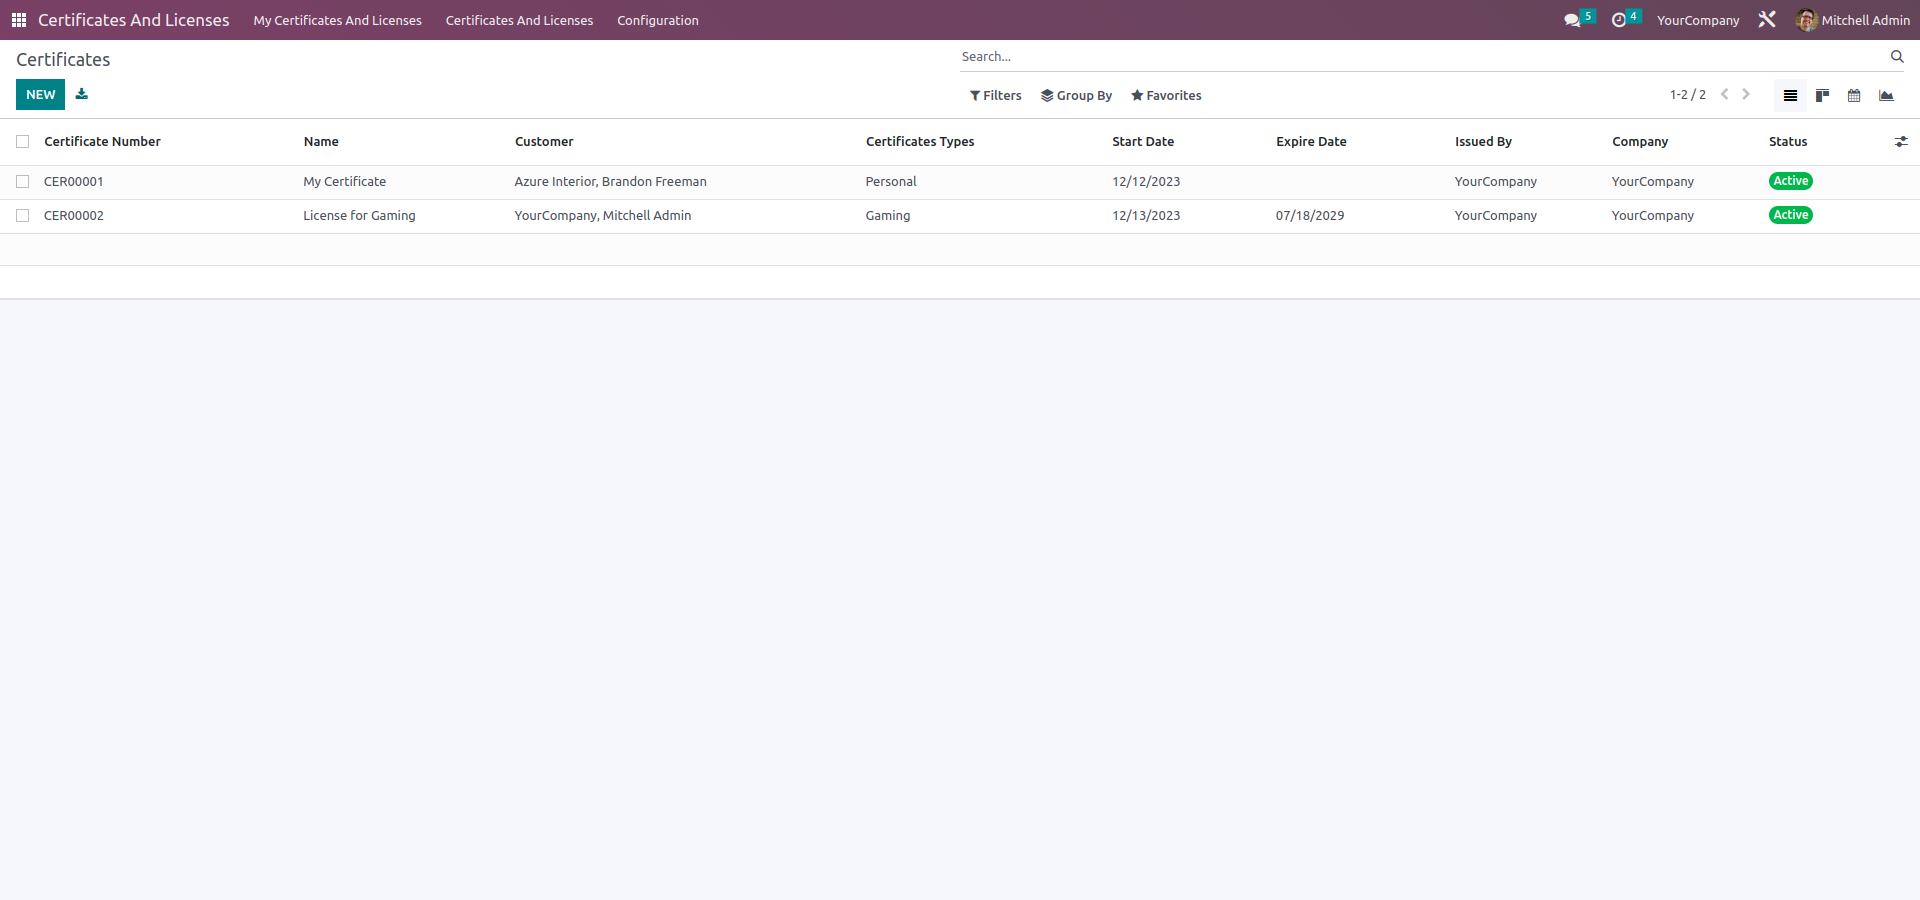 Certificates And Licenses My Certificates And Licenses Certificates And Licenses Configuration 5 4 YourCompany Mitchell Admin
Certificates Search...
NEW Filters Group By Favorites 1-2 / 2
Certificate Number Name Customer Certificates Types Start Date Expire Date Issued By Company Status
CER00001 My Certificate Azure Interior, Brandon Freeman Personal 12/12/2023 YourCompany YourCompany Active
CER00002 License for Gaming YourCompany, Mitchell Admin Gaming 12/13/2023 07/18/2029 YourCompany YourCompany Active